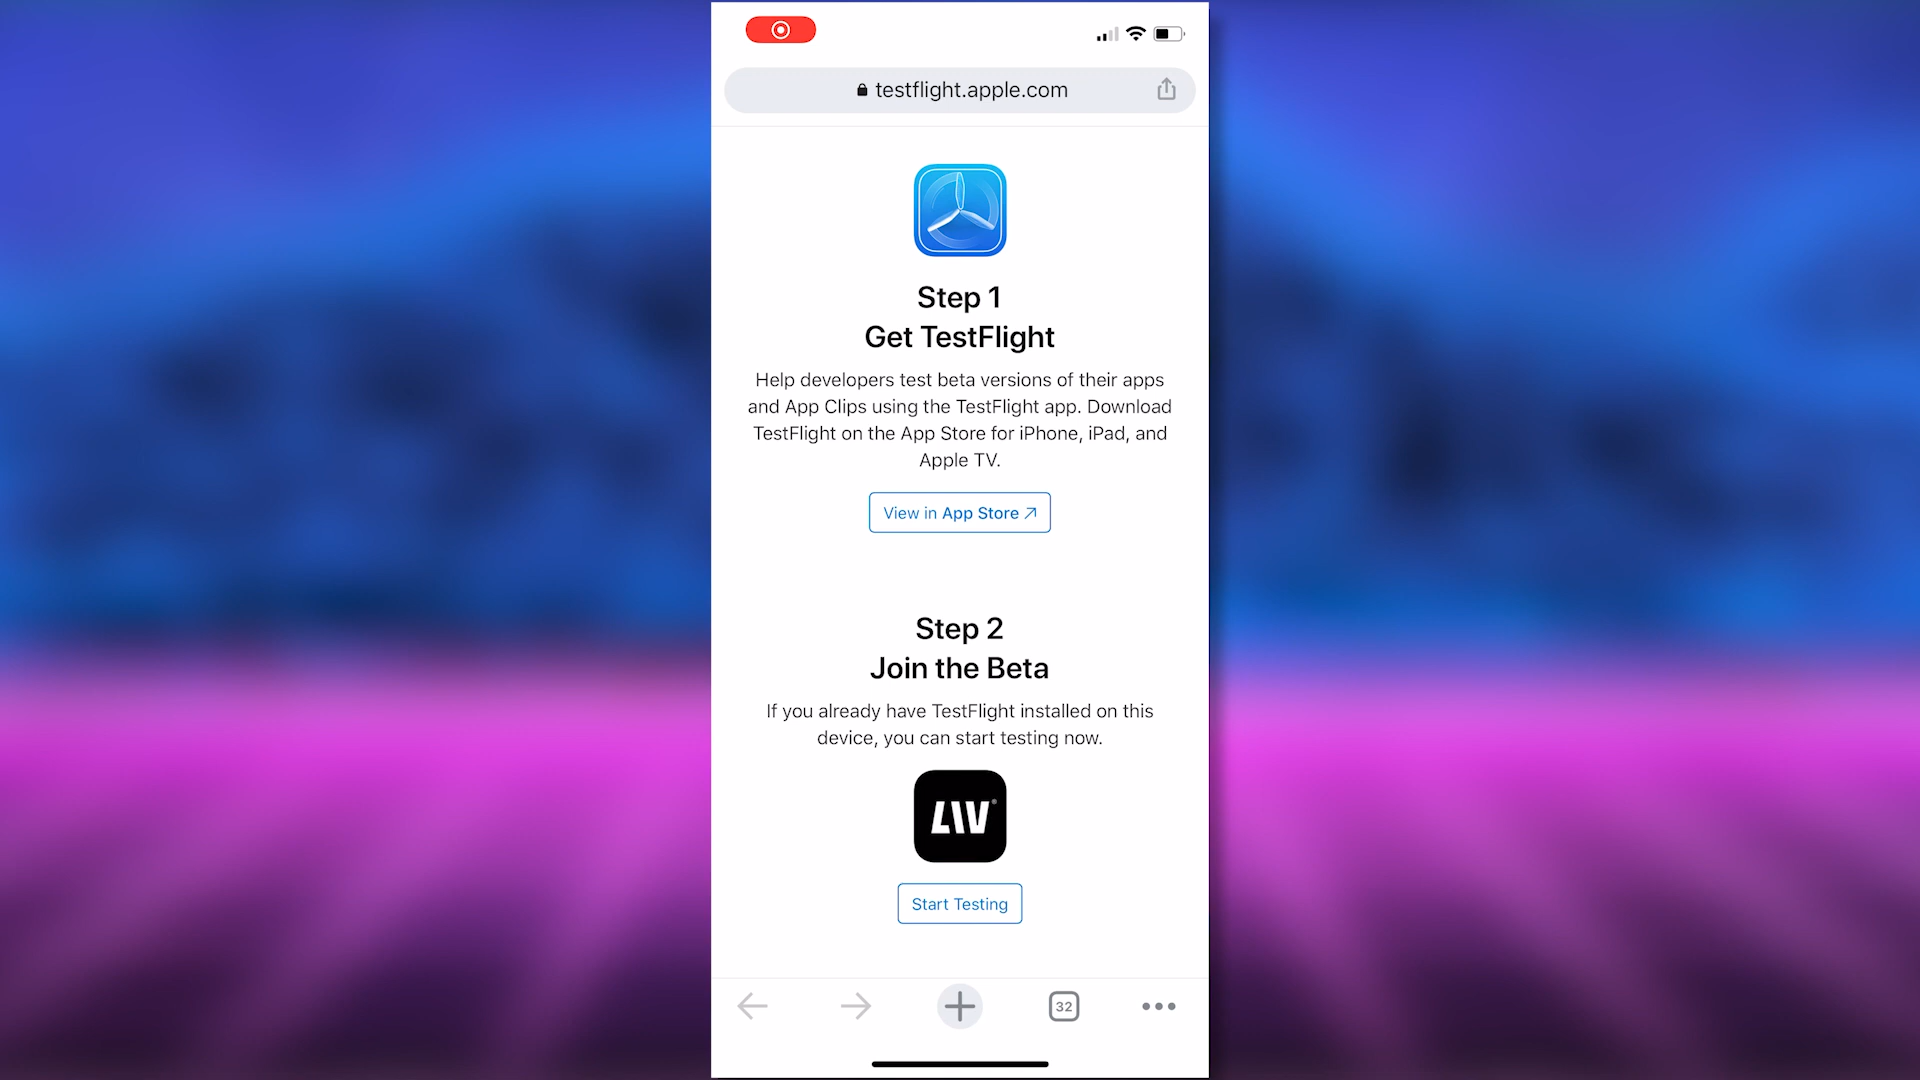 testflight.apple.com
Step 1
Get TestFlight
Help developers test beta versions of their apps
and App Clips using the TestFlight app. Download
TestFlight on the App Store for iPhone, iPad, and
Apple TV.
View in App Store
Step 2
Join the Beta
If you already have TestFlight installed on this
device, you can start testing now.
LIV
Start Testing
32